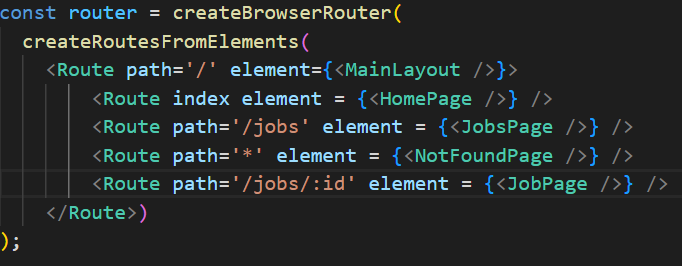 const router = createBrowserRouter(
  createRoutesFromElements(
    <Route path='/' element={<MainLayout />}>
        <Route index element = {<HomePage />} />
        <Route path='/jobs' element = {<JobsPage />} />
        <Route path='*' element = {<NotFoundPage />} />
        <Route path='/jobs/:id' element = {<JobPage />} />
    </Route>)
);